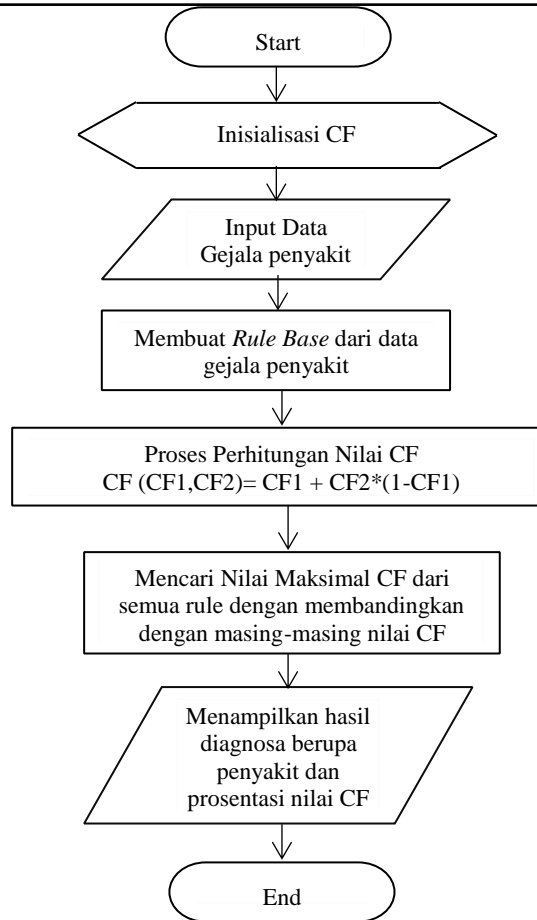 Start
Inisialisasi CF
Input Data
Gejala penyakit
Membuat Rule Base dari data
gejala penyakit
Proses Perhitungan Nilai CF
CF (CF1,CF2)= CF1 + CF2*(1-CF1)
Mencari Nilai Maksimal CF dari
semua rule dengan membandingkan
dengan masing-masing nilai CF
Menampilkan hasil
diagnosa berupa
penyakit dan
prosentasi nilai CF
End